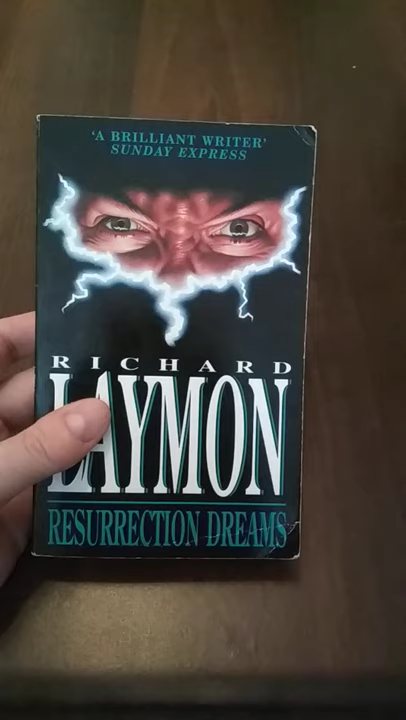 'A BRILLIANT WRITER'
SUNDAY EXPRESS
RICHARD
LAYMON
RESURRECTION DREAMS